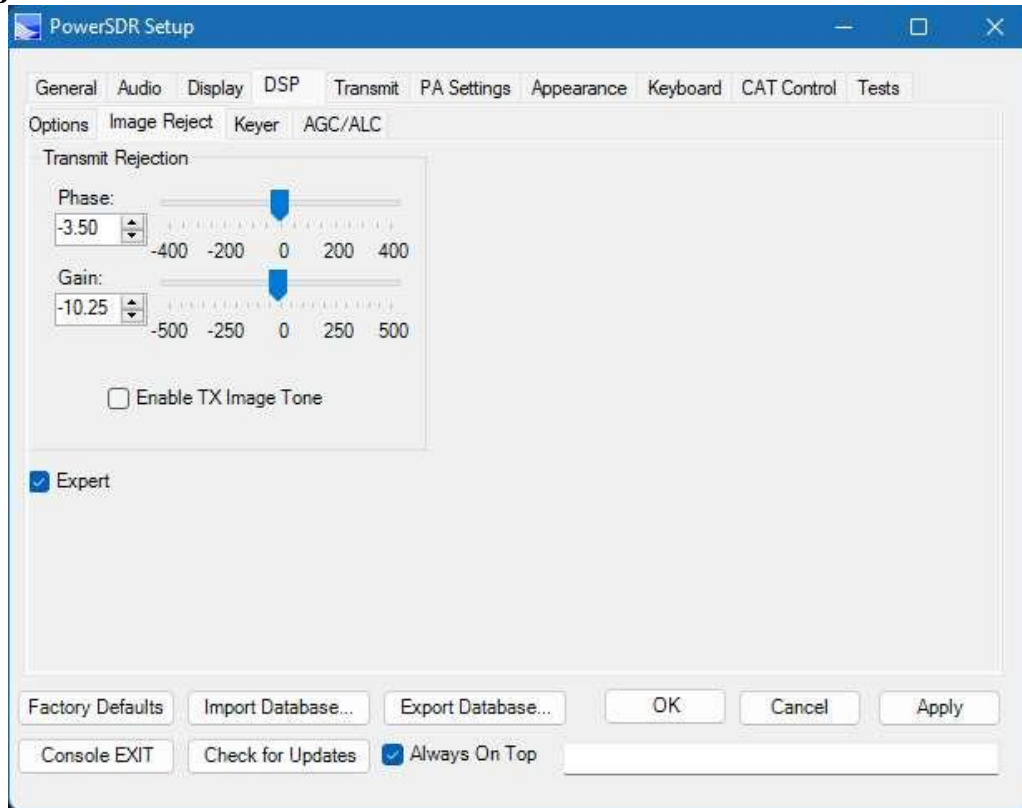 PowerSDR Setup
General Audio Display DSP Transmit PA Settings Appearance Keyboard CAT Control Tests
Options Image Reject Keyer AGC/ALC
Transmit Rejection
Phase:
-3.50
-400 -200 0 200 400
Gain:
-10.25
-500 -250 0 250 500
Enable TX Image Tone
Expert
Factory Defaults Import Database... Export Database... OK Cancel Apply
Console EXIT Check for Updates Always On Top